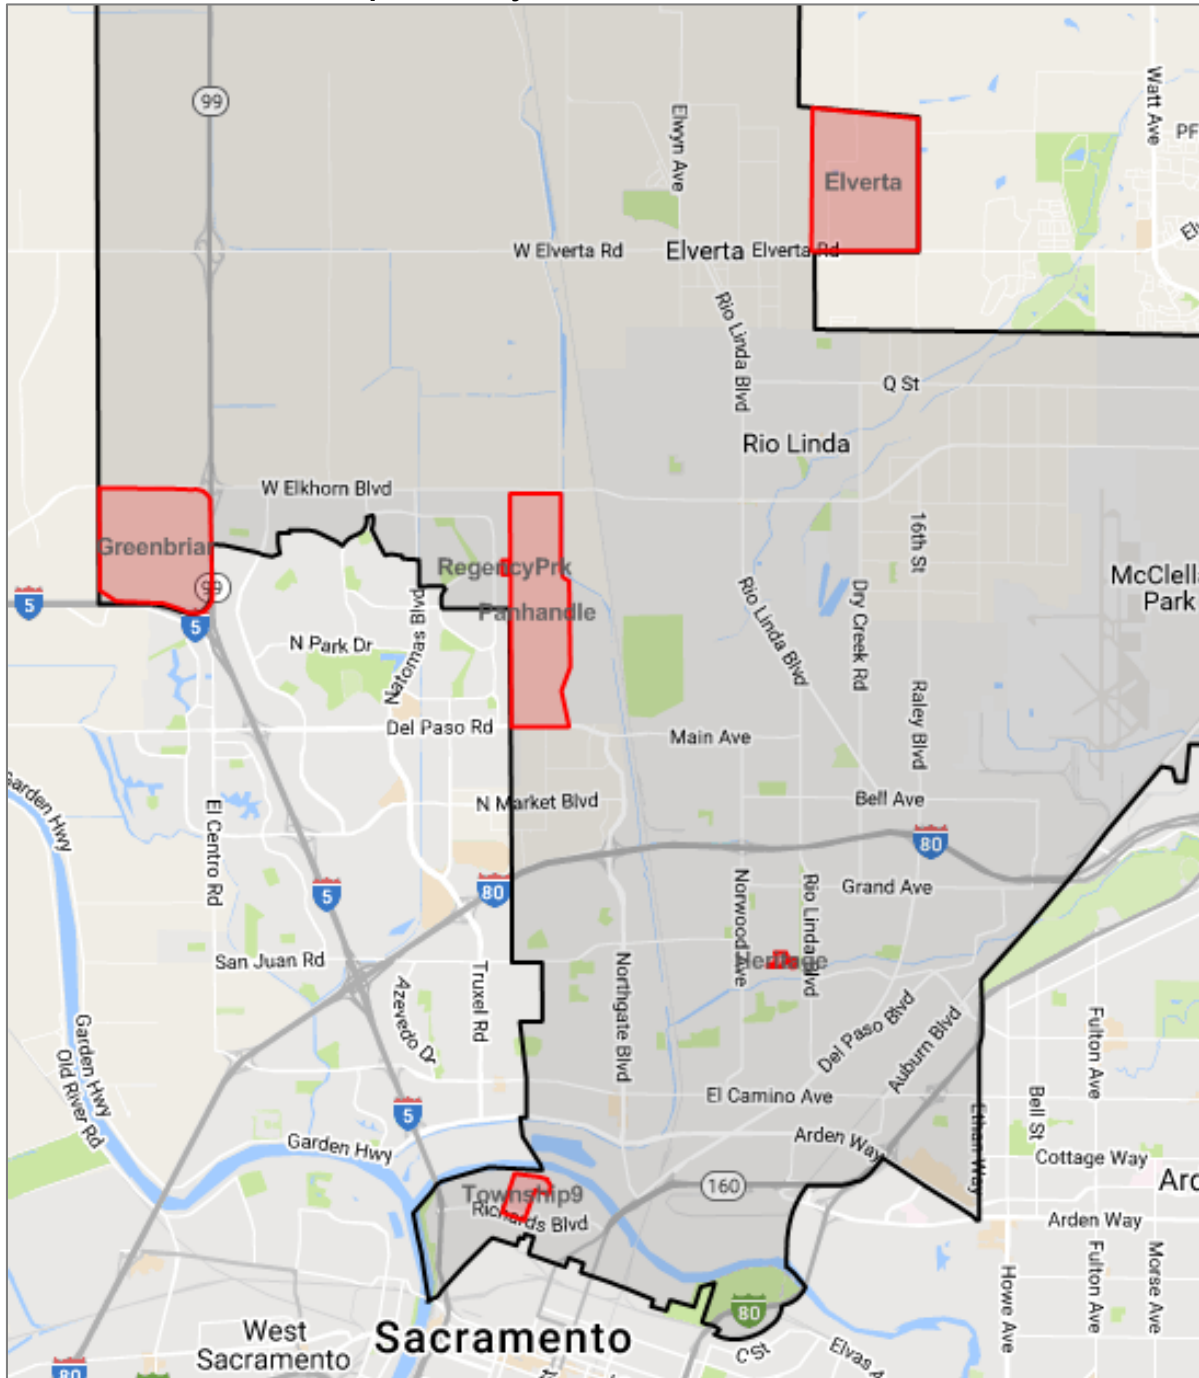 99
Elwyn Ave
Watt Ave
PF
Elverta
W Elverta Rd
Elverta
Elverta Rd
Rio Linda Blvd
Q St
Rio Linda
W Elkhorn Blvd
Greenbriar
RegencyPrk
16th St
McClell
Park
5
99
5
Panhandle
N Park Dr
Natomas Blvd
Rio Linda Blvd
Dry Creek Rd
Raley Blvd
Del Paso Rd
Main Ave
Garden Hwy
El Centro Rd
N Market Blvd
Bell Ave
80
5
80
Grand Ave
Norwood Ave
Rio Linda Blvd
San Juan Rd
Heritage
Azevedo Dr
Truxel Rd
Northgate Blvd
Del Paso Blvd
Auburn Blvd
Fulton Ave
Garden Hwy
Old River Rd
5
El Camino Ave
Bell St
Garden Hwy
Arden Way
Ethan Way
Cottage Way
Township9
160
Arc
Richards Blvd
Arden Way
Howe Ave
Fulton Ave
Morse Ave
80
West
Sacramento
Sacramento
C St
Elvas A
80